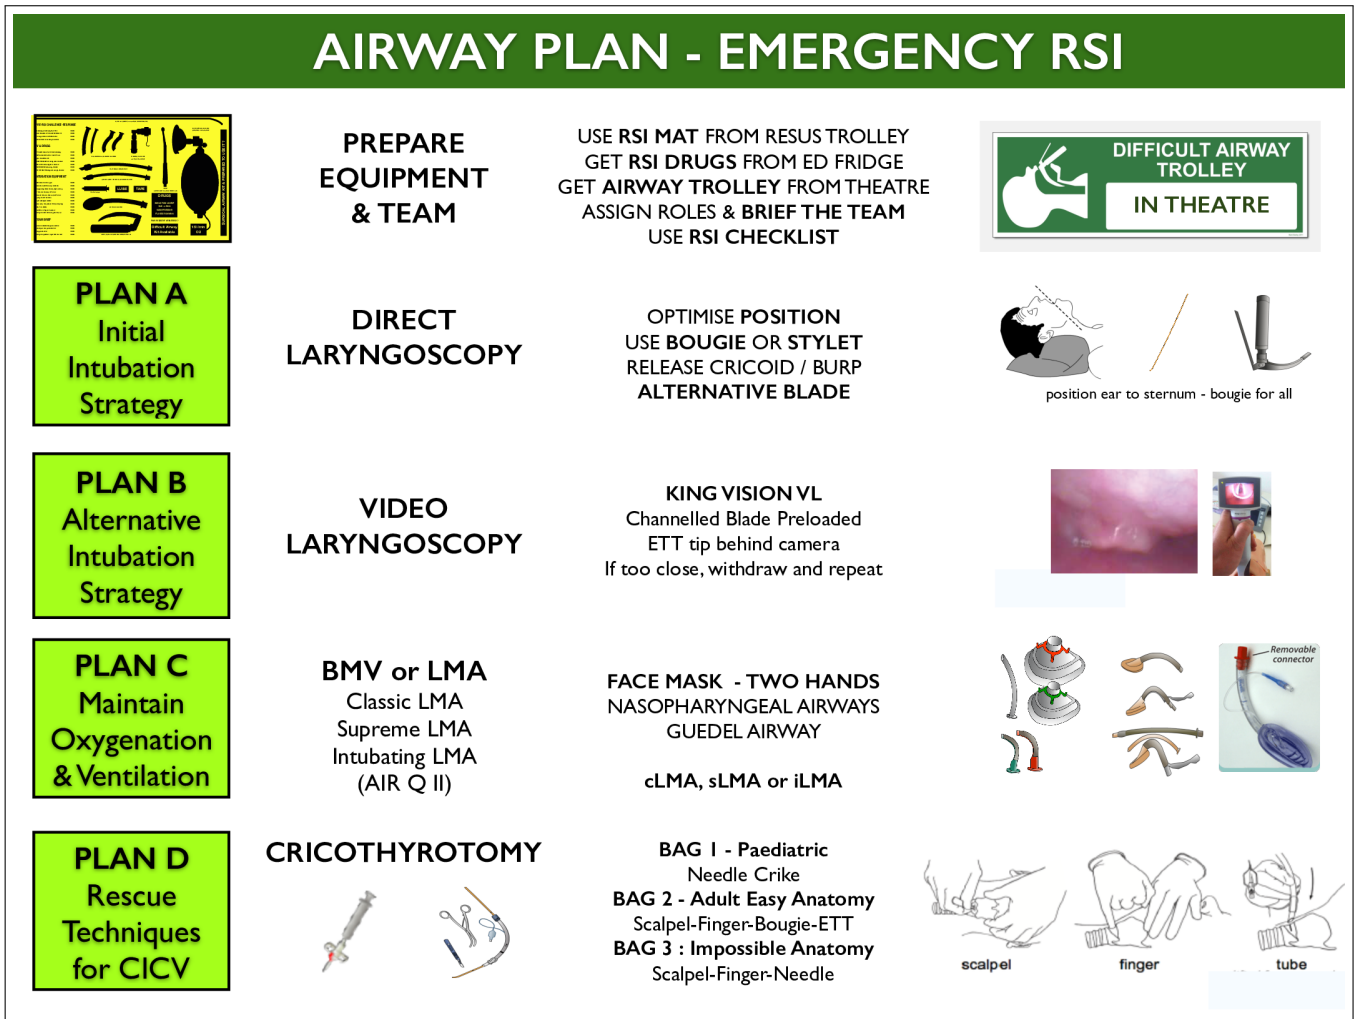 AIRWAY PLAN - EMERGENCY RSI
PREPARE
EQUIPMENT
& TEAM
USE RSI MAT FROM RESUS TROLLEY
GET RSI DRUGS FROM ED FRIDGE
GET AIRWAY TROLLEY FROM THEATRE
ASSIGN ROLES & BRIEF THE TEAM
USE RSI CHECKLIST
DIFFICULT AIRWAY
TROLLEY
IN THEATRE
PLAN A
Initial
Intubation
Strategy
DIRECT
LARYNGOSCOPY
OPTIMISE POSITION
USE BOUGIE OR STYLET
RELEASE CRICOID / BURP
ALTERNATIVE BLADE
position ear to sternum - bougie for all
PLAN B
Alternative
Intubation
Strategy
VIDEO
LARYNGOSCOPY
KING VISION VL
Channelled Blade Preloaded
ETT tip behind camera
If too close, withdraw and repeat
PLAN C
Maintain
Oxygenation
& Ventilation
BMV or LMA
Classic LMA
Supreme LMA
Intubating LMA
(AIR Q II)
FACE MASK - TWO HANDS
NASOPHARYNGEAL AIRWAYS
GUEDEL AIRWAY
cLMA, sLMA or iLMA
Removable
connector
PLAN D
Rescue
Techniques
for CICV
CRICOTHYROTOMY
BAG 1 - Paediatric
Needle Crike
BAG 2 - Adult Easy Anatomy
Scalpel-Finger-Bougie-ETT
BAG 3 : Impossible Anatomy
Scalpel-Finger-Needle
scalpel
finger
tube